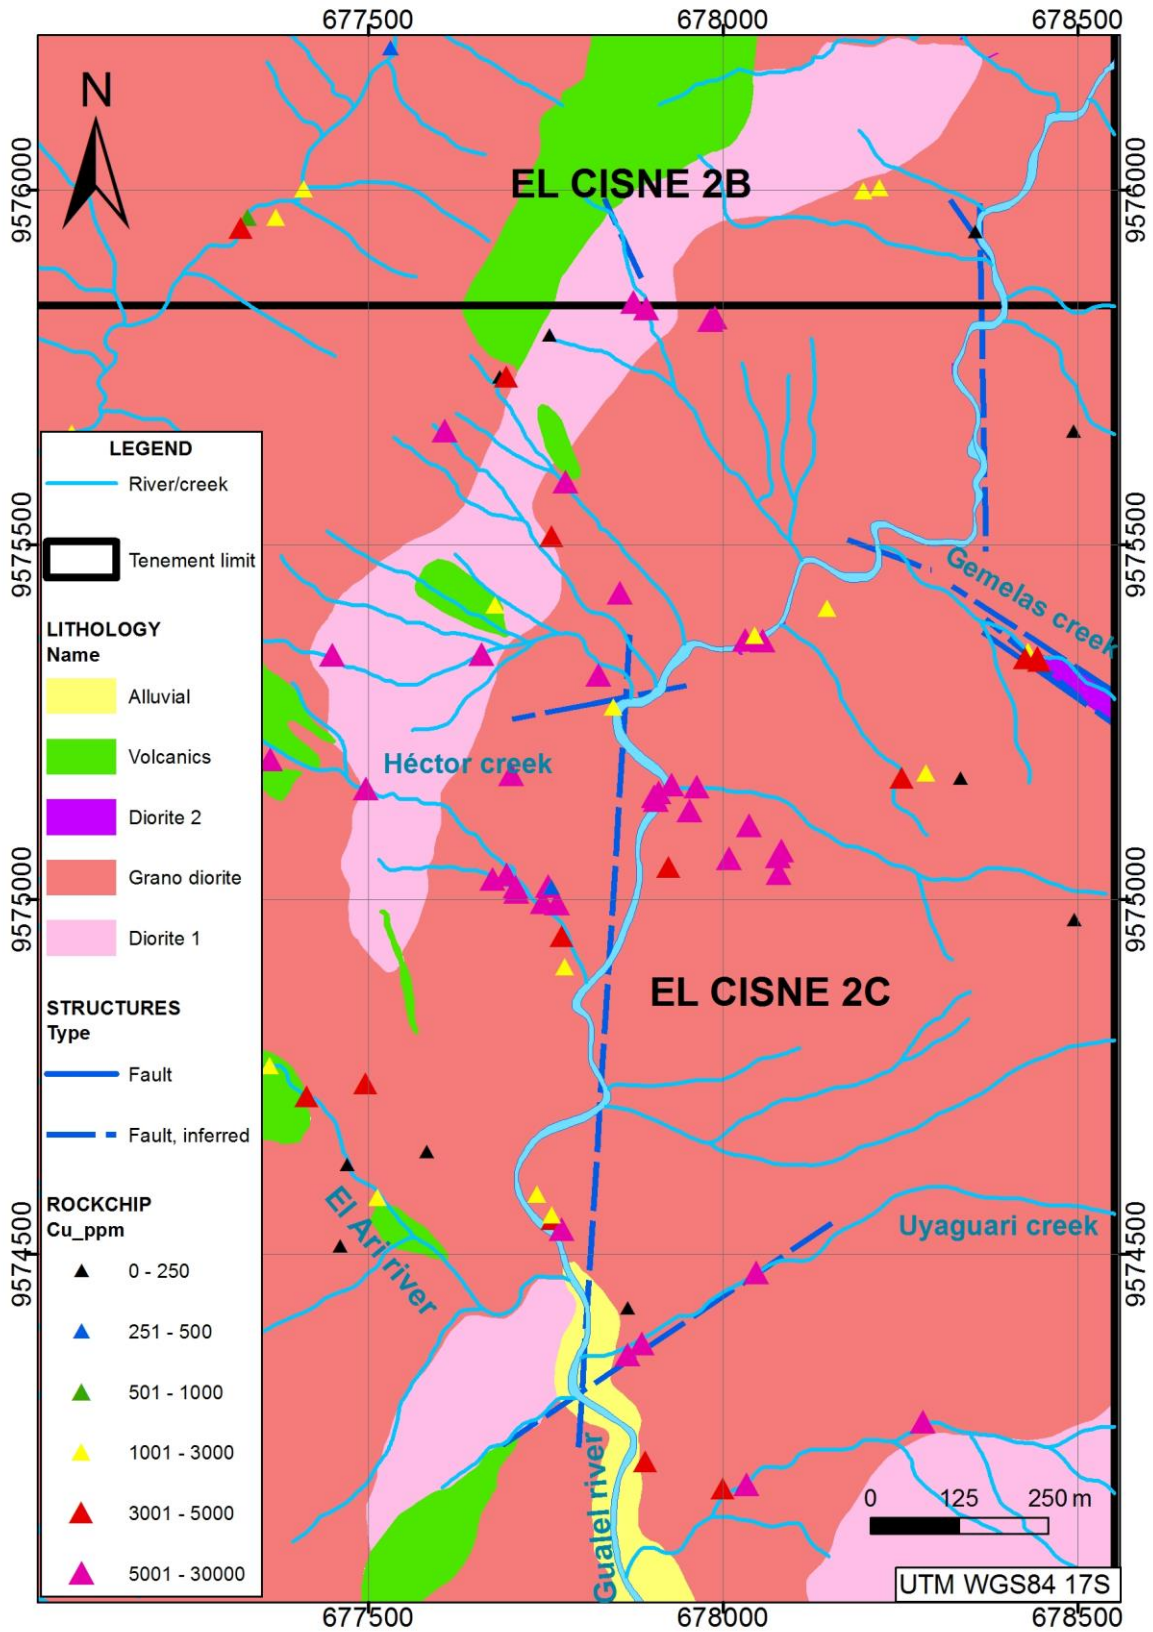 677500
678000
678500
N
9576000
9576000
EL CISNE 2B
LEGEND
River/creek
Tenement limit
9575500
9575500
Gemelas creek
LITHOLOGY
Name
Alluvial
Volcanics
Diorite 2
Grano diorite
Diorite 1
Héctor creek
9575000
9575000
EL CISNE 2C
STRUCTURES
Type
Fault
Fault, inferred
El Ari river
Uyaguari creek
9574500
9574500
ROCKCHIP
Cu_ppm
0 - 250
251 - 500
501 - 1000
1001 - 3000
3001 - 5000
5001 - 30000
Gualel river
0 125 250 m
UTM WGS84 17S
677500
678000
678500